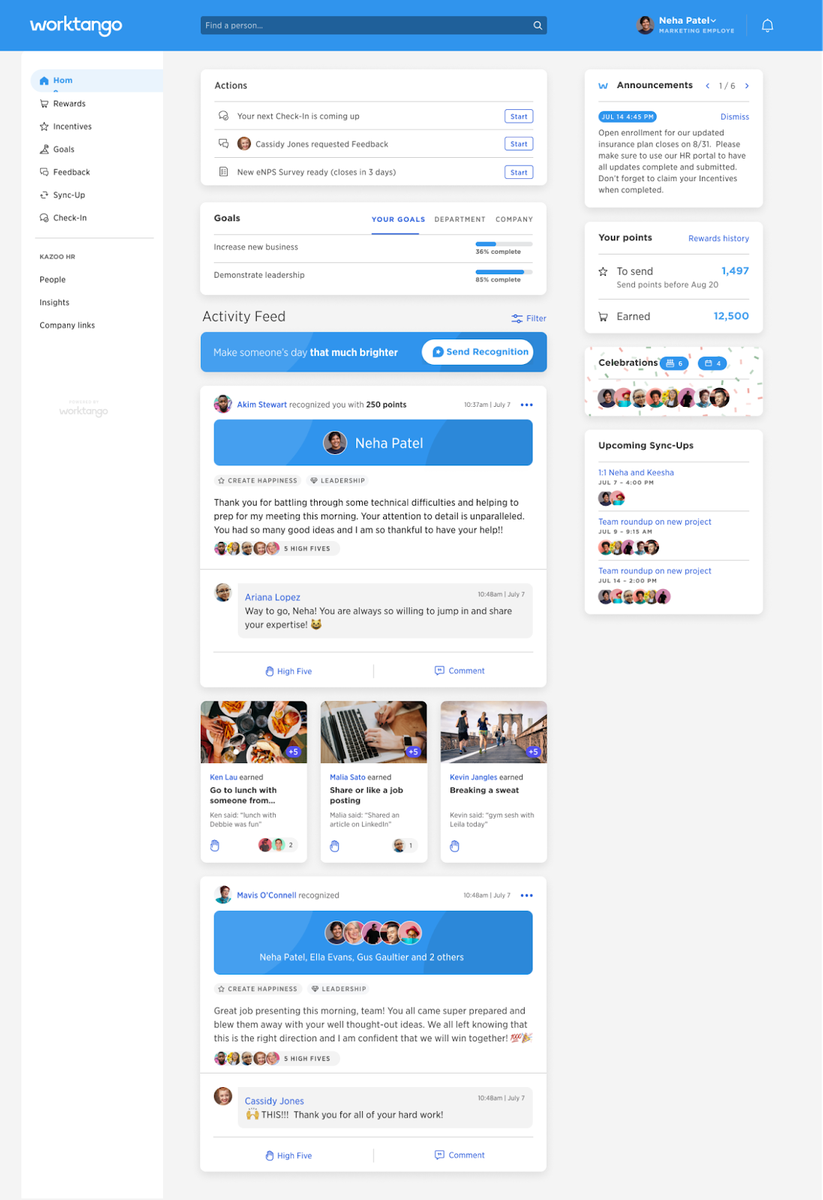 worktango
Find a person...
Neha Patel
MARKETING EMPLOYE
Hom
Rewards
Incentives
Goals
Feedback
Sync-Up
Check-In
KAZOO HR
People
Insights
Company links
POWERED BY
worktango
Actions
Your next Check-In is coming up
Start
Cassidy Jones requested Feedback
Start
New eNPS Survey ready (closes in 3 days)
Start
Goals
YOUR GOALS DEPARTMENT COMPANY
Increase new business
36% complete
Demonstrate leadership
85% complete
Activity Feed
Filter
Make someone's day that much brighter
Send Recognition
Akim Stewart recognized you with 250 points
10:37am | July 7
Neha Patel
CREATE HAPPINESS LEADERSHIP
Thank you for battling through some technical difficulties and helping to
prep for my meeting this morning. Your attention to detail is unparalleled.
You had so many good ideas and I am so thankful to have your help!!
5 HIGH FIVES
Ariana Lopez
10:48am | July 7
Way to go, Neha! You are always so willing to jump in and share
your expertise! 😸
High Five
Comment
+5
Ken Lau earned
Go to lunch with
someone from...
Ken said: "lunch with
Debbie was fun"
2
+5
Malia Sato earned
Share or like a job
posting
Malia said: "Shared an
article on LinkedIn"
1
+5
Kevin Jangles earned
Breaking a sweat
Kevin said: "gym sesh with
Leila today"
Mavis O'Connell recognized
10:48am | July 7
Neha Patel, Ella Evans, Gus Gaultier and 2 others
CREATE HAPPINESS LEADERSHIP
Great job presenting this morning, team! You all came super prepared and
blew them away with your well thought-out ideas. We all left knowing that
this is the right direction and I am confident that we will win together! 💯🎉
5 HIGH FIVES
Cassidy Jones
10:48am | July 7
🙌 THIS!!! Thank you for all of your hard work!
High Five
Comment
Announcements
1 / 6
JUL 14 4:45 PM
Dismiss
Open enrollment for our updated
insurance plan closes on 8/31. Please
make sure to use our HR portal to have
all updates complete and submitted.
Don't forget to claim your Incentives
when completed.
Your points
Rewards history
To send
1,497
Send points before Aug 20
Earned
12,500
Celebrations
6
4
Upcoming Sync-Ups
1:1 Neha and Keesha
JUL 7 - 4:00 PM
Team roundup on new project
JUL 9 - 9:15 AM
Team roundup on new project
JUL 14 - 2:00 PM